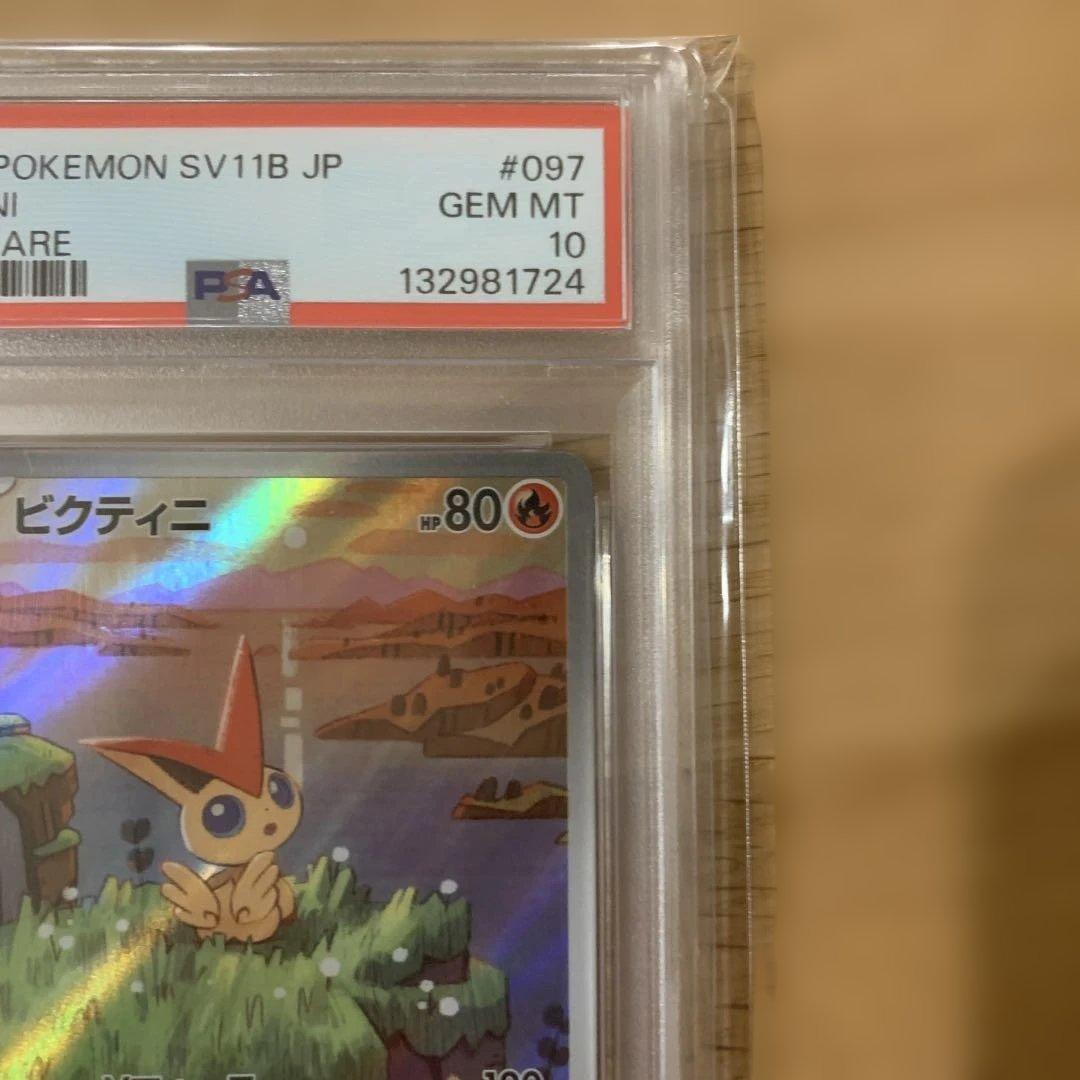 POKEMON SV11B JP #097
NI GEM MT
ARE 10
PSA 132981724
ビクティニ HP80